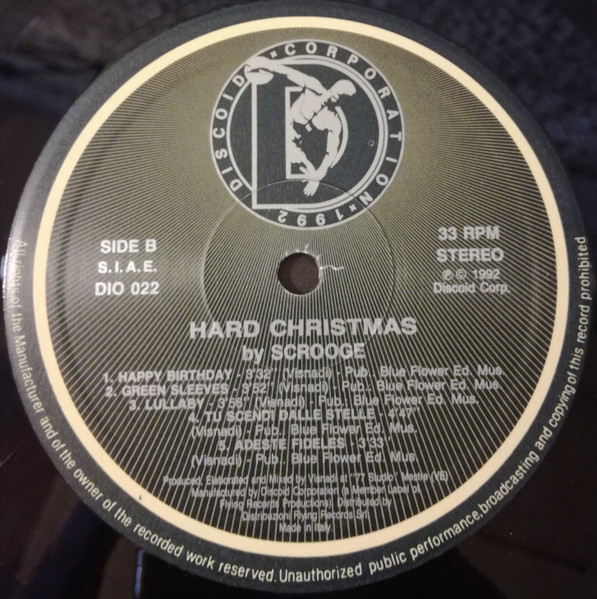 DISCOID * CORPORATION * 1992
D
SIDE B
S.I.A.E.
DIO 022
33 RPM
STEREO
℗ © 1992
Discoid Corp.
HARD CHRISTMAS
by SCROOGE
1. HAPPY BIRTHDAY - 3'32" (Visnadi) - Pub. Blue Flower Ed. Mus.
2. GREEN SLEEVES - 3'52" (Visnadi) - Pub.: Blue Flower Ed. Mus.
3. LULLABY - 3'56" (Visnadi) - Pub.: Blue Flower Ed. Mus.
4. TU SCENDI DALLE STELLE - 4'47"
(Visnadi) - Pub.: Blue Flower Ed. Mus.
5. ADESTE FIDELES - 3'33"
(Visnadi) - Pub.: Blue Flower Ed. Mus.
Produced, Elaborated and Mixed by Visnadi at "77 Studio" Mestre (VE)
Manufactured by Discoid Corporation (a Member Label of
Flying Records Production) Distributed by
Distribuzioni Flying Records Srl
Made in Italy
All rights of the Manufacturer and of the owner of the recorded work reserved. Unauthorized public performance, broadcasting and copying of this record prohibited